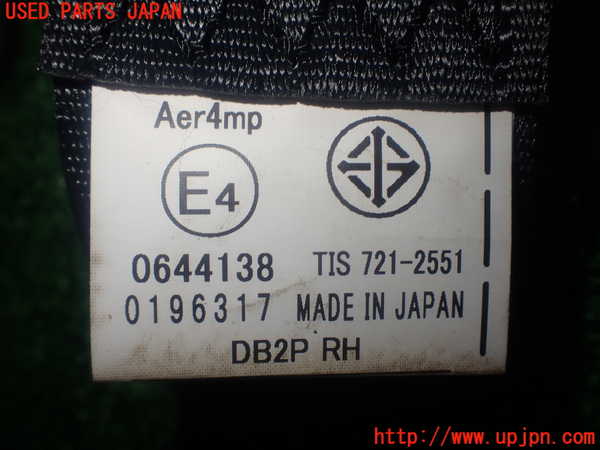 USED PARTS JAPAN
Aer4mp
E4
0644138 TIS 721-2551
0196317 MADE IN JAPAN
DB2P RH
http://www.upjpn.com/